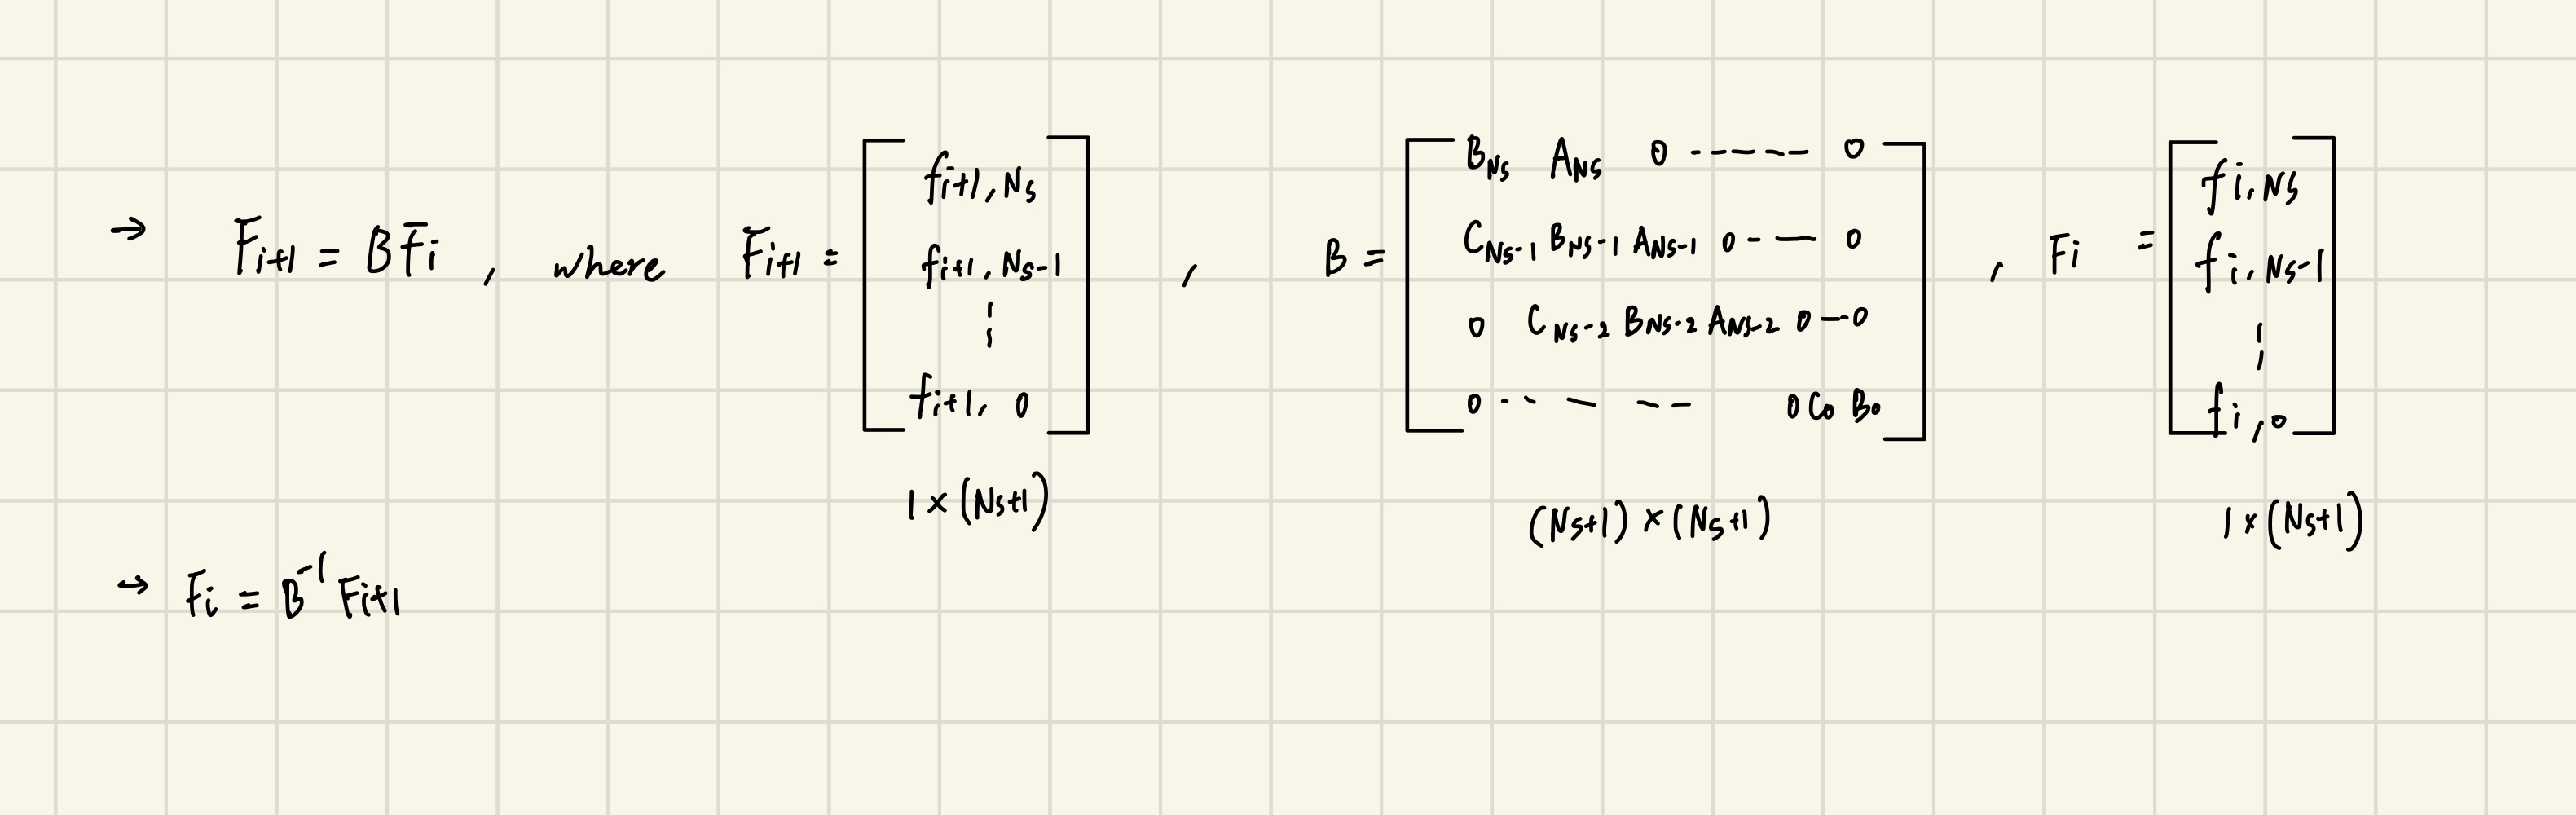 → F_{i+1} = B F_i , where F_{i+1} = [ f_{i+1, Ns} ; f_{i+1, Ns-1} ; ⋮ ; f_{i+1, 0} ] , B = [ B_{Ns} A_{Ns} 0 ------ 0 ; C_{Ns-1} B_{Ns-1} A_{Ns-1} 0 --- 0 ; 0 C_{Ns-2} B_{Ns-2} A_{Ns-2} 0 -- 0 ; 0 ------ 0 C_0 B_0 ] , F_i = [ f_{i, Ns} ; f_{i, Ns-1} ; ⋮ ; f_{i, 0} ]
1 × (Ns+1) (Ns+1) × (Ns+1) 1 × (Ns+1)
→ F_i = B^{-1} F_{i+1}